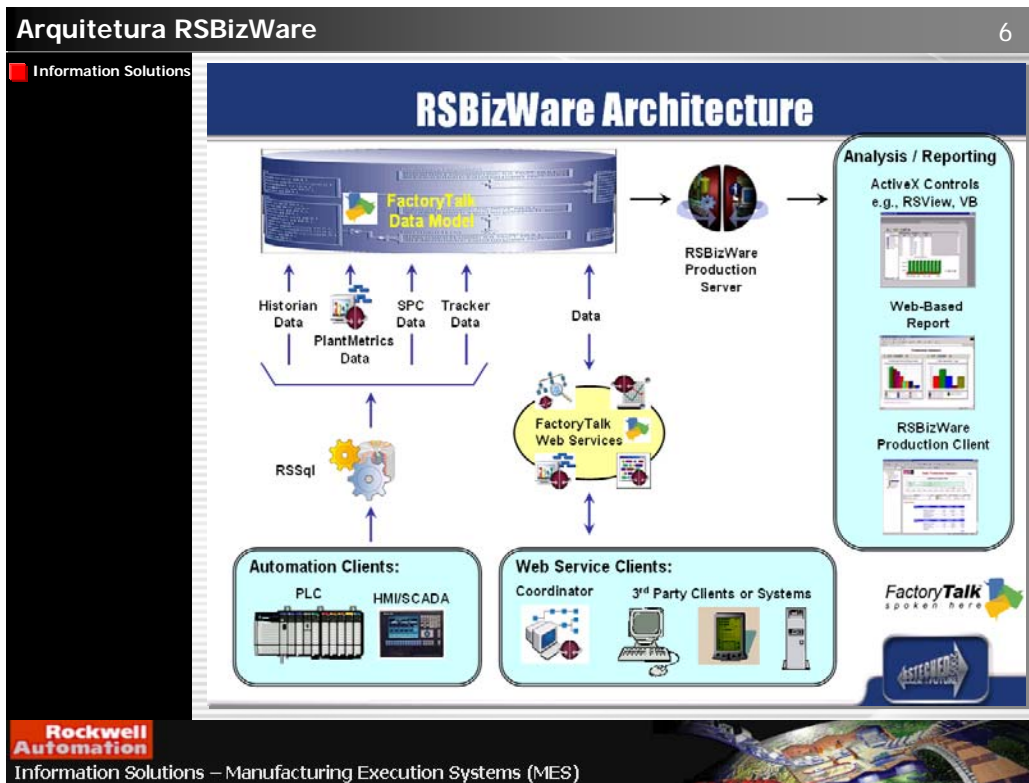 Arquitetura RSBizWare
6
Information Solutions
RSBizWare Architecture
FactoryTalk
Data Model
RSBizWare
Production
Server
Analysis / Reporting
ActiveX Controls
e.g., RSView, VB
Web-Based
Report
RSBizWare
Production Client
Historian
Data
PlantMetrics
Data
SPC
Data
Tracker
Data
Data
FactoryTalk
Web Services
RSSql
Automation Clients:
PLC
HMI/SCADA
Web Service Clients:
Coordinator
3rd Party Clients or Systems
FactoryTalk
spoken here
Rockwell
Automation
Information Solutions – Manufacturing Execution Systems (MES)